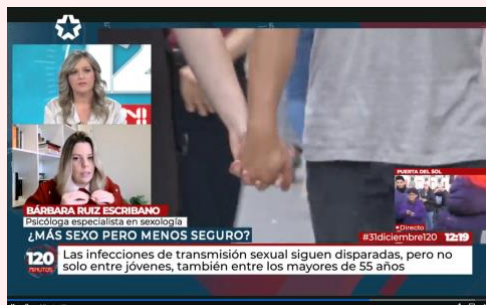 PUERTA DEL SOL
BÁRBARA RUIZ ESCRIBANO
Psicóloga especialista en sexología
Directo
¿MÁS SEXO PERO MENOS SEGURO?
#31diciembre120 12:19
120
MINUTOS
Las infecciones de transmisión sexual siguen disparadas, pero no
solo entre jóvenes, también entre los mayores de 55 años